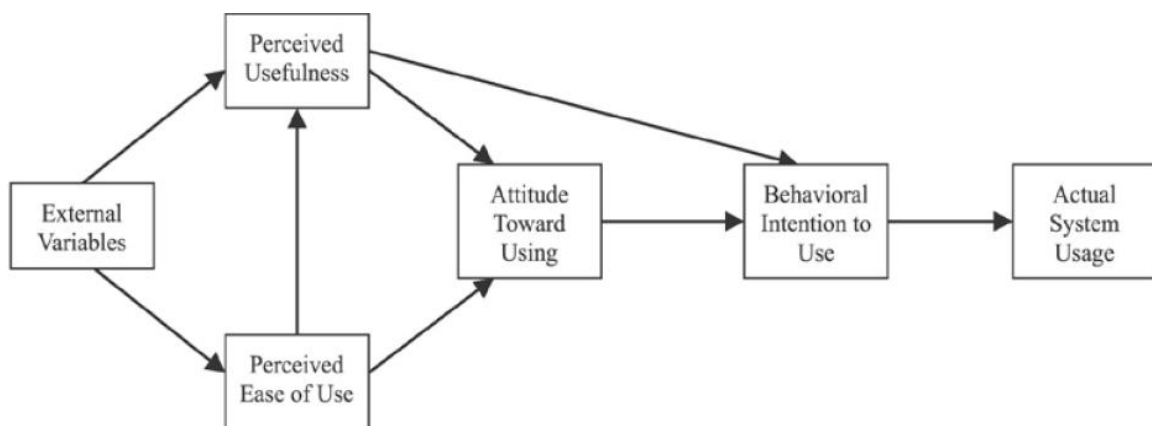 Perceived
Usefulness
External
Variables
Attitude
Toward
Using
Behavioral
Intention to
Use
Actual
System
Usage
Perceived
Ease of Use